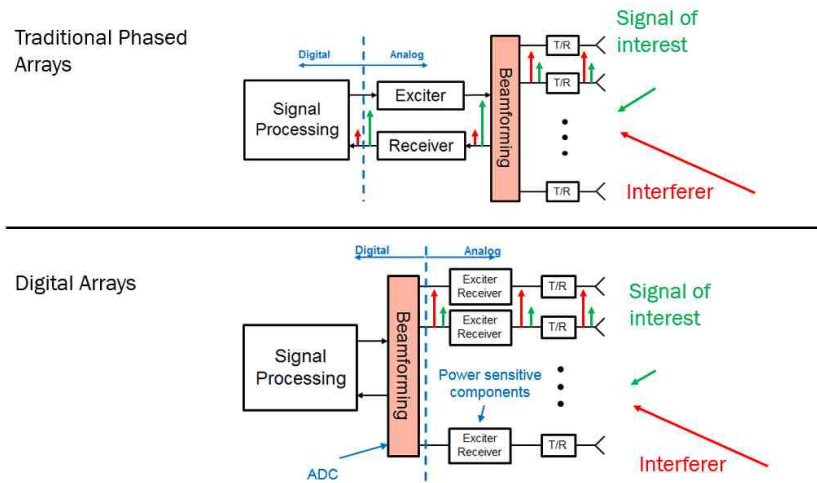 Traditional Phased
Arrays
Digital
Analog
Signal
Processing
Exciter
Receiver
Beamforming
T/R
T/R
T/R
Signal of
interest
Interferer
Digital Arrays
Digital
Analog
Signal
Processing
Beamforming
ADC
Exciter
Receiver
Exciter
Receiver
Power sensitive
components
Exciter
Receiver
T/R
T/R
T/R
Signal of
interest
Interferer